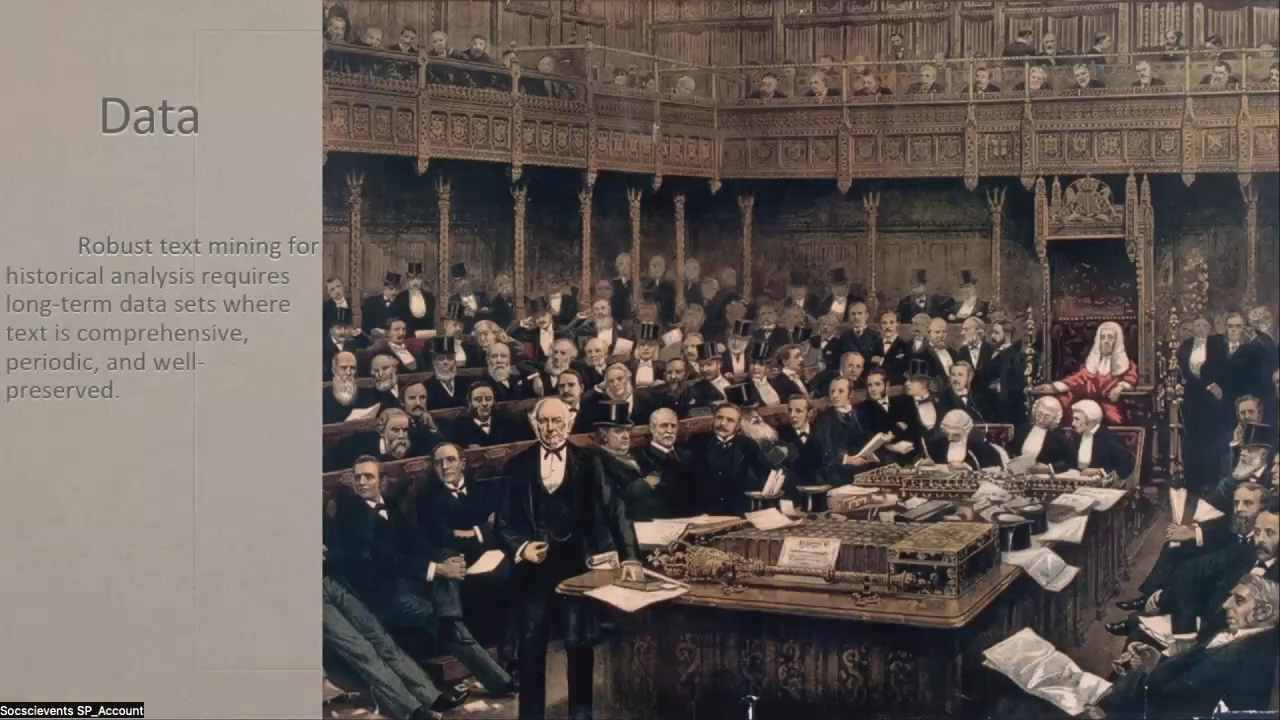 Data
Robust text mining for
historical analysis requires
long-term data sets where
text is comprehensive,
periodic, and well-
preserved.
Socscievents SP_Account